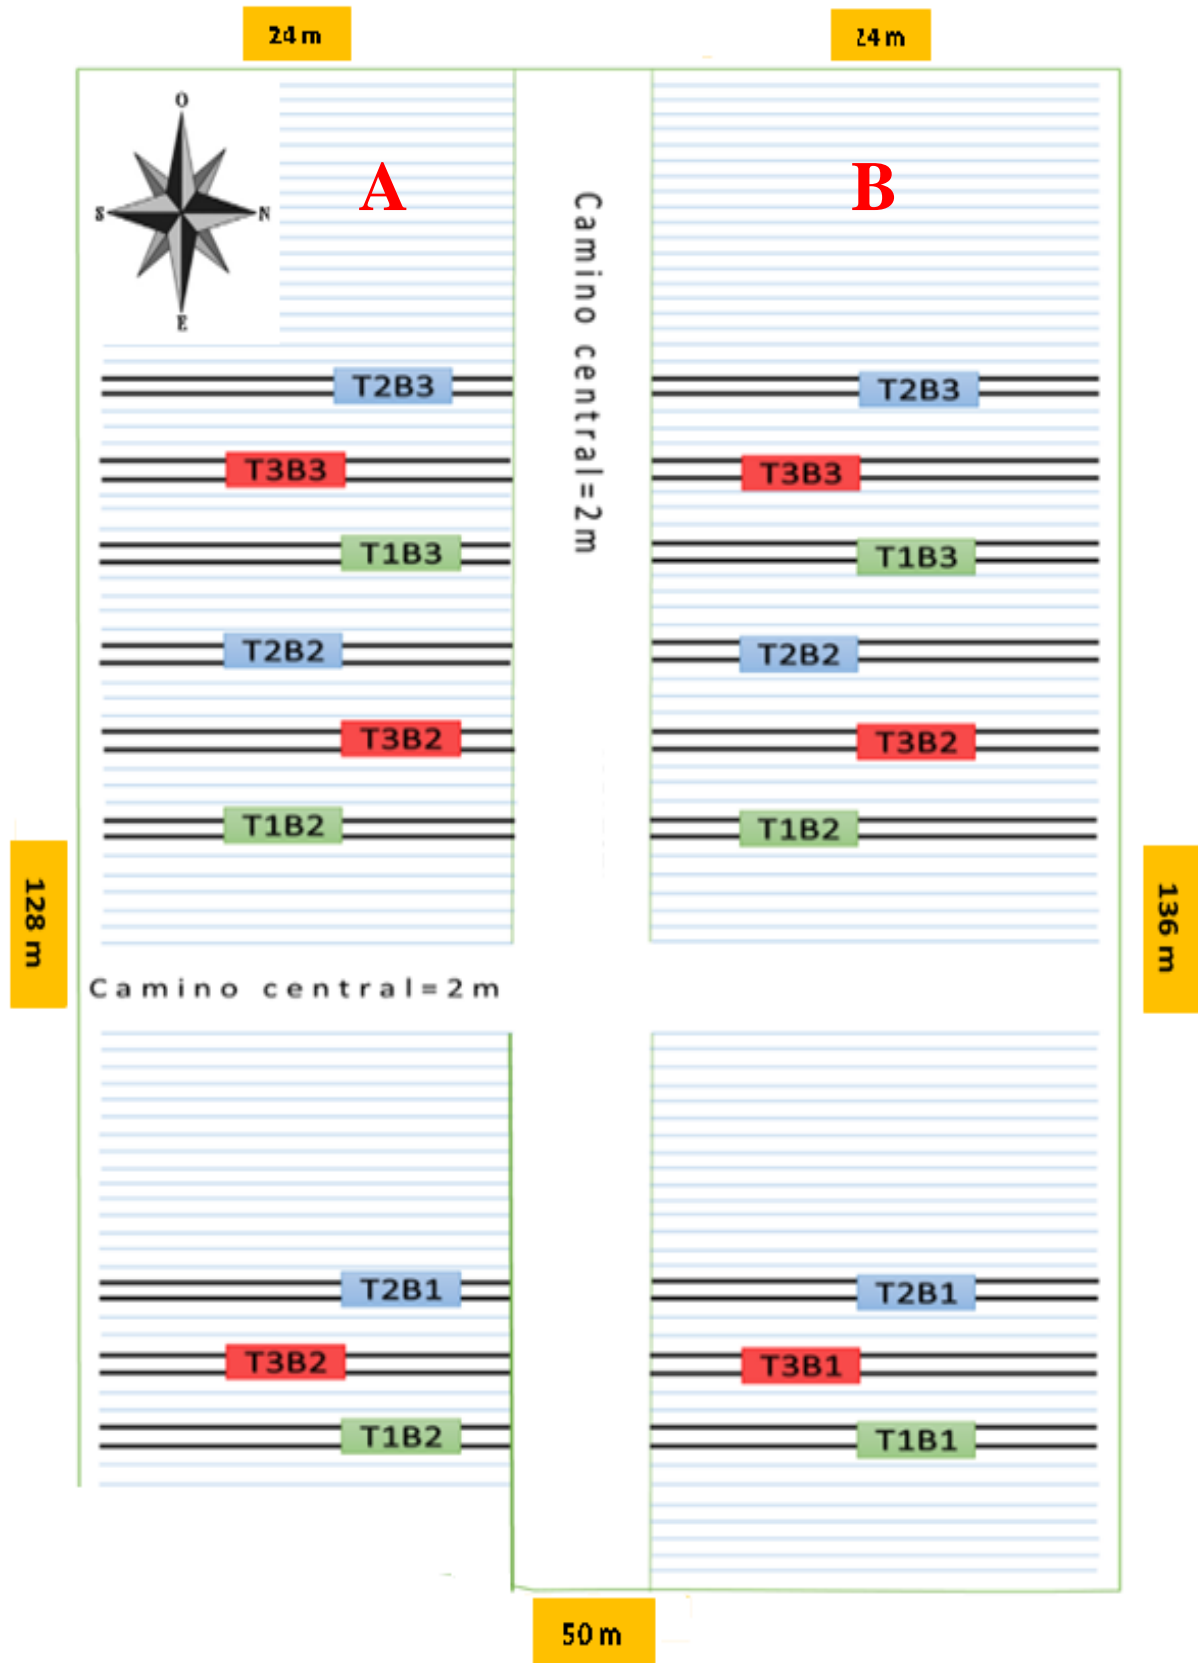 24 m
24 m
O
S
N
E
A
B
Camino central=2m
T2B3
T2B3
T3B3
T3B3
T1B3
T1B3
T2B2
T2B2
T3B2
T3B2
T1B2
T1B2
128 m
136 m
Camino central=2m
T2B1
T2B1
T3B2
T3B1
T1B2
T1B1
50 m